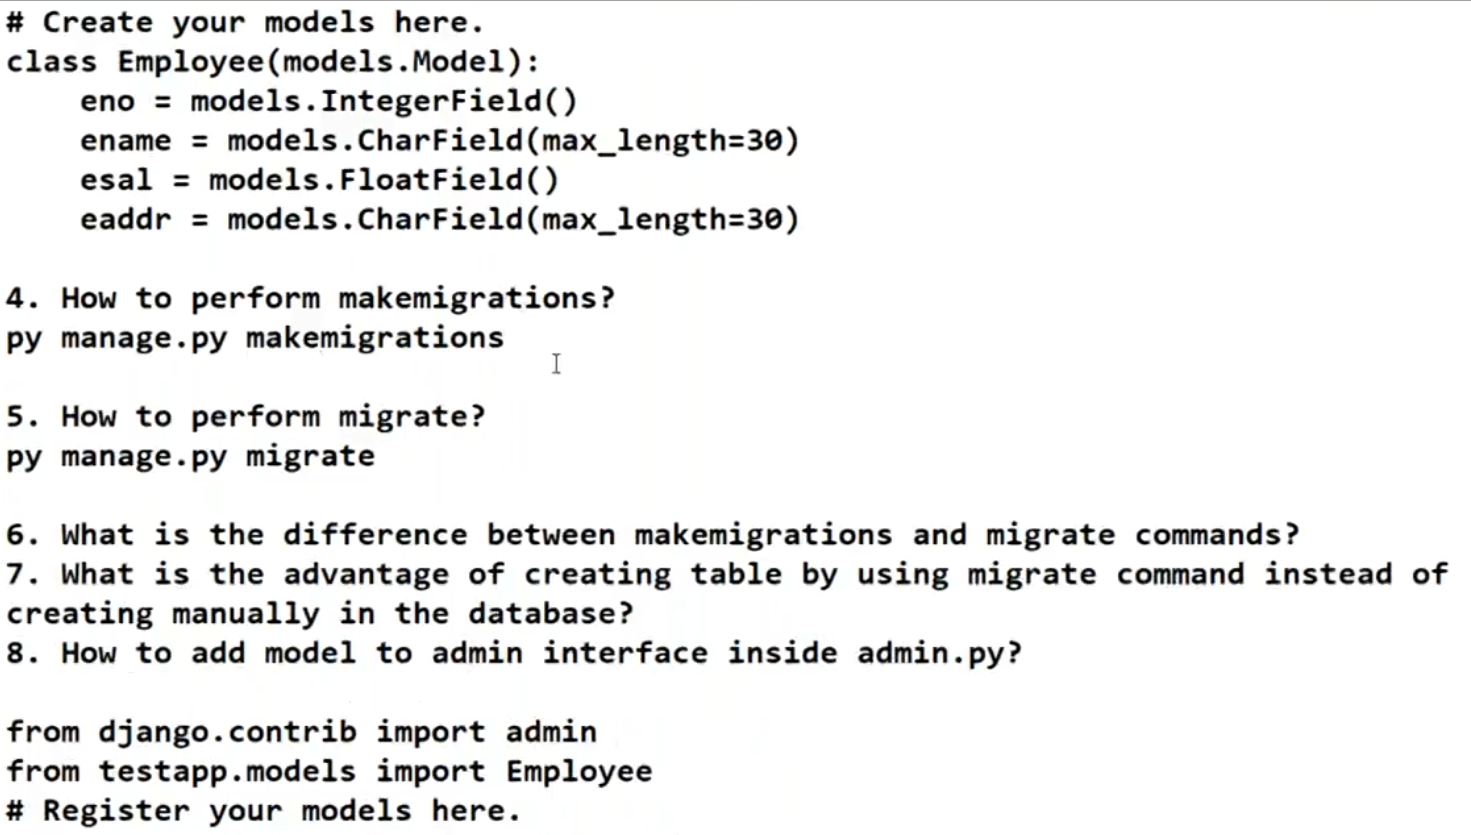 # Create your models here.
class Employee(models.Model):
    eno = models.IntegerField()
    ename = models.CharField(max_length=30)
    esal = models.FloatField()
    eaddr = models.CharField(max_length=30)
4. How to perform makemigrations?
py manage.py makemigrations
5. How to perform migrate?
py manage.py migrate
6. What is the difference between makemigrations and migrate commands?
7. What is the advantage of creating table by using migrate command instead of
creating manually in the database?
8. How to add model to admin interface inside admin.py?
from django.contrib import admin
from testapp.models import Employee
# Register your models here.